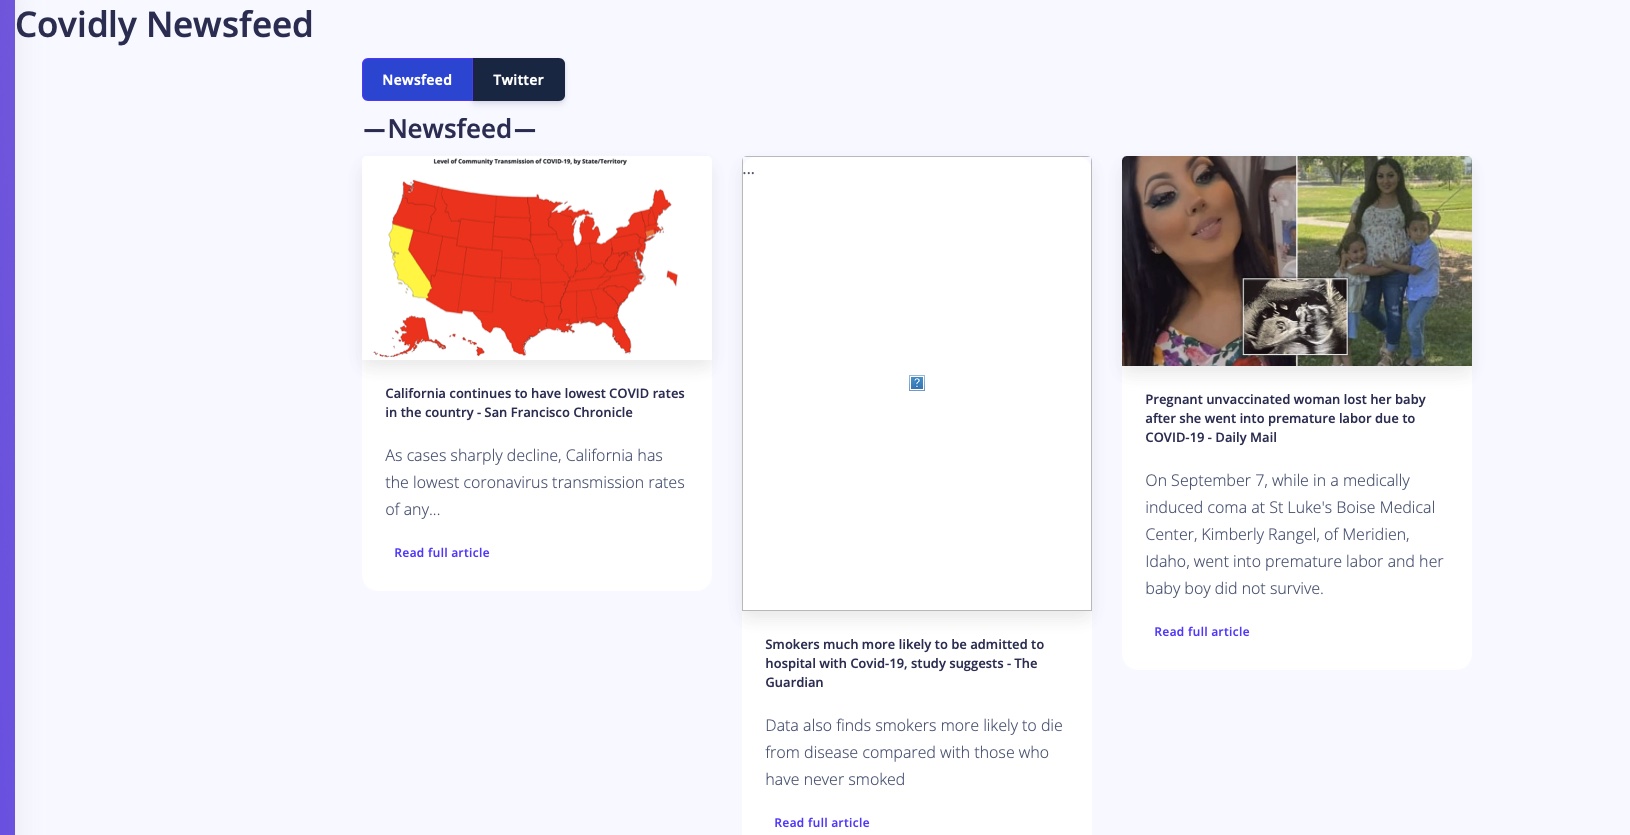 Covidly Newsfeed
Newsfeed
Twitter
—Newsfeed—
Level of Community Transmission of COVID-19, by State/Territory
California continues to have lowest COVID rates
in the country - San Francisco Chronicle
As cases sharply decline, California has
the lowest coronavirus transmission rates
of any...
Read full article
...
?
Smokers much more likely to be admitted to
hospital with Covid-19, study suggests - The
Guardian
Data also finds smokers more likely to die
from disease compared with those who
have never smoked
Read full article
Pregnant unvaccinated woman lost her baby
after she went into premature labor due to
COVID-19 - Daily Mail
On September 7, while in a medically
induced coma at St Luke's Boise Medical
Center, Kimberly Rangel, of Meridien,
Idaho, went into premature labor and her
baby boy did not survive.
Read full article